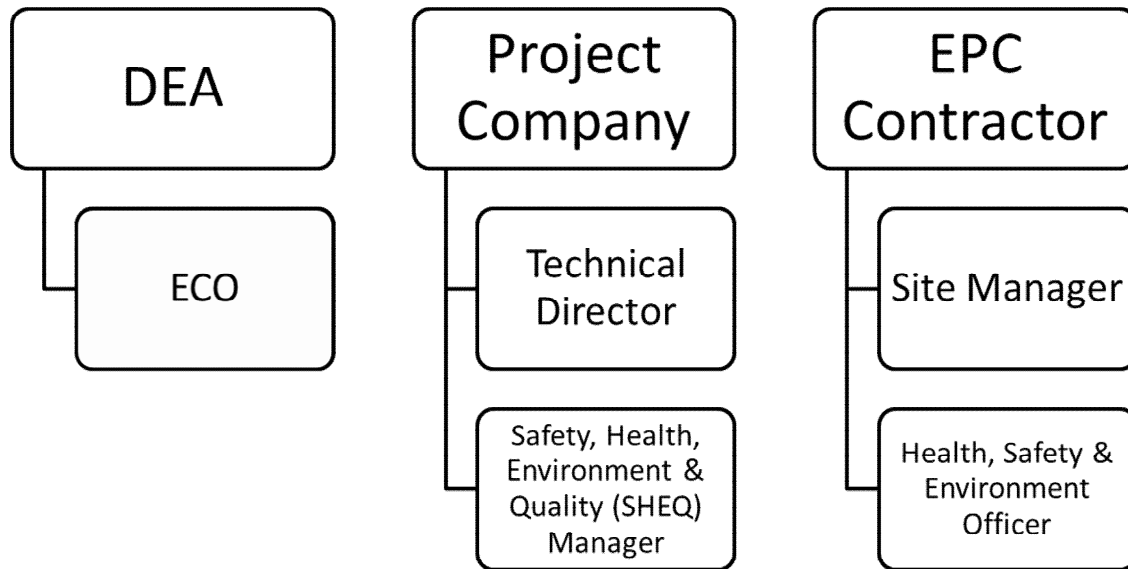 DEA
ECO
Project
Company
Technical
Director
Safety, Health,
Environment &
Quality (SHEQ)
Manager
EPC
Contractor
Site Manager
Health, Safety &
Environment
Officer